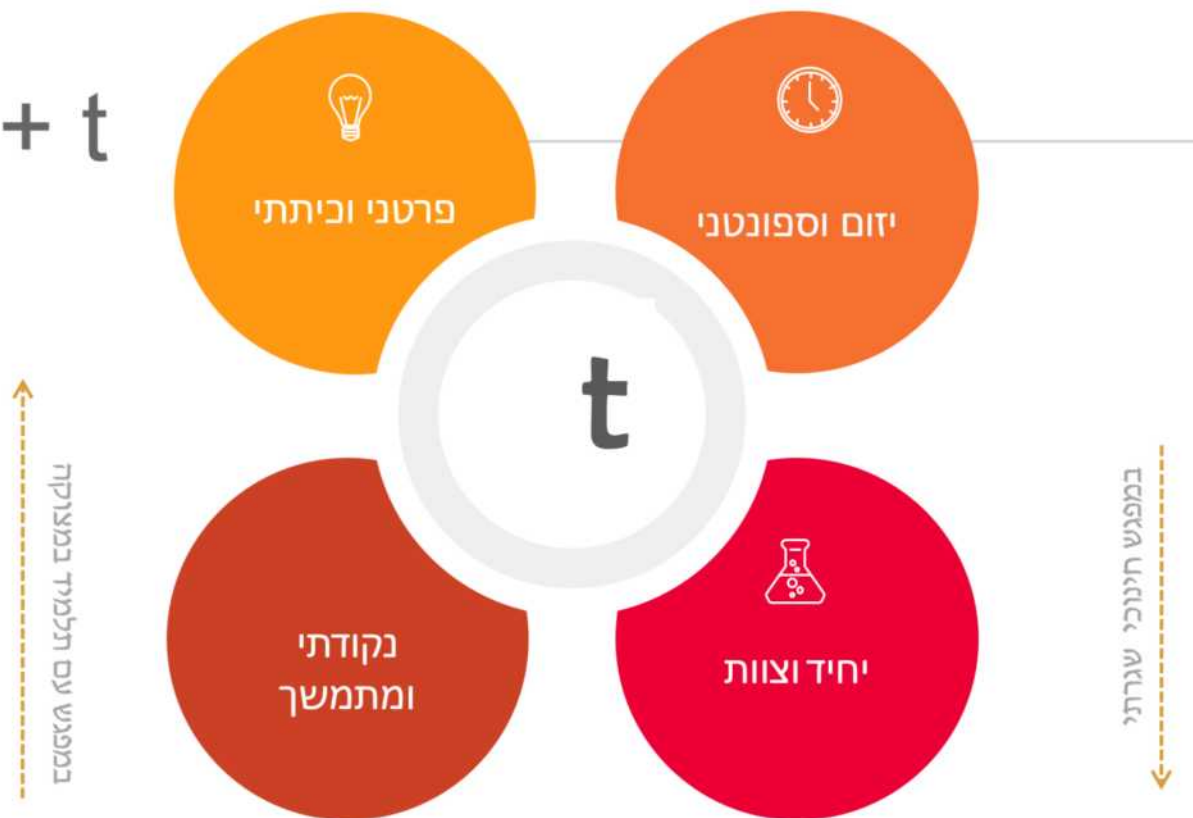 + t
יזום וספונטני
פרטני וכיתתי
t
יחיד וצוות
נקודתי
ומתמשך
במפגש חינוכי שגרתי
במפגש עם תלמיד במצוקה